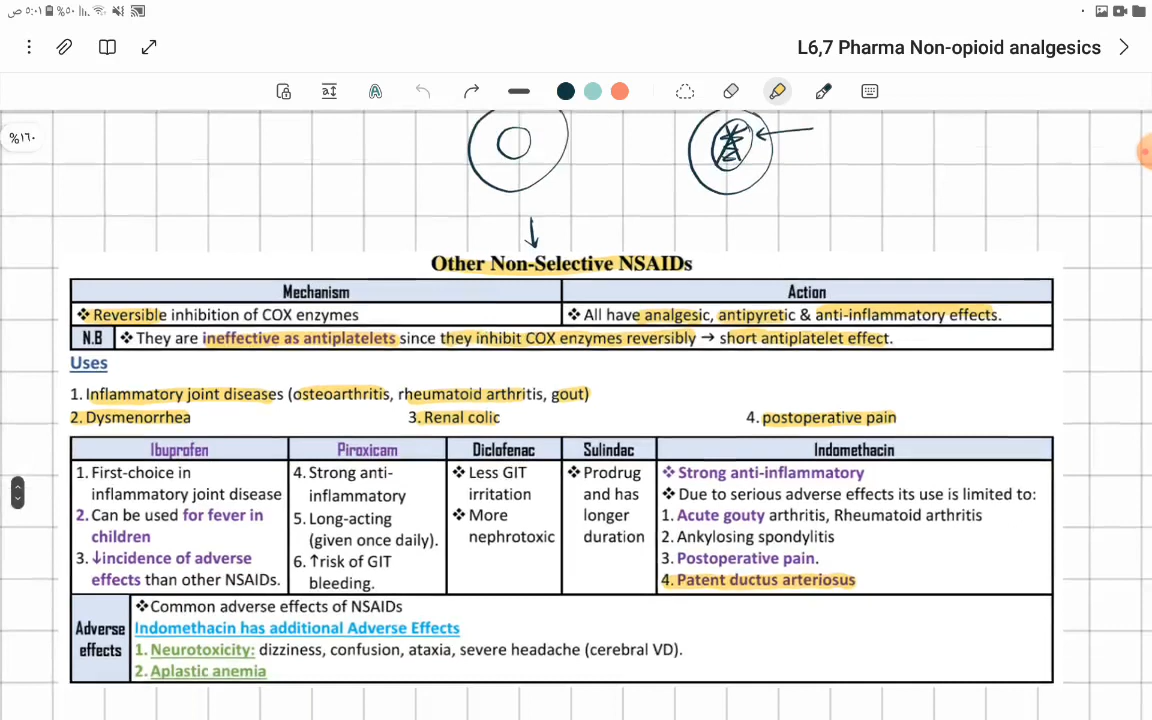 ص ٥:٠١ %٥٠
L6,7 Pharma Non-opioid analgesics
%١٦٠
Other Non-Selective NSAIDs
Mechanism
Action
❖ Reversible inhibition of COX enzymes
❖ All have analgesic, antipyretic & anti-inflammatory effects.
N.B
❖ They are ineffective as antiplatelets since they inhibit COX enzymes reversibly → short antiplatelet effect.
Uses
1. Inflammatory joint diseases (osteoarthritis, rheumatoid arthritis, gout)
2. Dysmenorrhea 3. Renal colic 4. postoperative pain
Ibuprofen
1. First-choice in
inflammatory joint disease
2. Can be used for fever in
children
3. ↓incidence of adverse
effects than other NSAIDs.
Piroxicam
4. Strong anti-
inflammatory
5. Long-acting
(given once daily).
6. ↑risk of GIT
bleeding.
Diclofenac
❖ Less GIT
irritation
❖ More
nephrotoxic
Sulindac
❖ Prodrug
and has
longer
duration
Indomethacin
❖ Strong anti-inflammatory
❖ Due to serious adverse effects its use is limited to:
1. Acute gouty arthritis, Rheumatoid arthritis
2. Ankylosing spondylitis
3. Postoperative pain.
4. Patent ductus arteriosus
Adverse
effects
❖Common adverse effects of NSAIDs
Indomethacin has additional Adverse Effects
1. Neurotoxicity: dizziness, confusion, ataxia, severe headache (cerebral VD).
2. Aplastic anemia